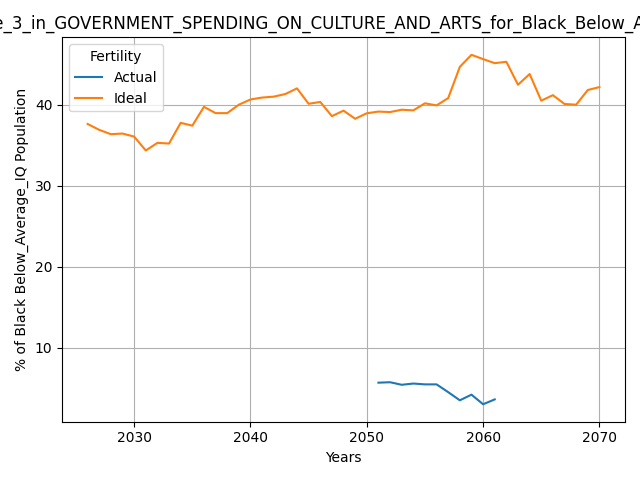 e_3_in_GOVERNMENT_SPENDING_ON_CULTURE_AND_ARTS_for_Black_Below_A
Fertility
Actual
Ideal
% of Black Below_Average_IQ Population
40
30
20
10
2030
2040
2050
2060
2070
Years